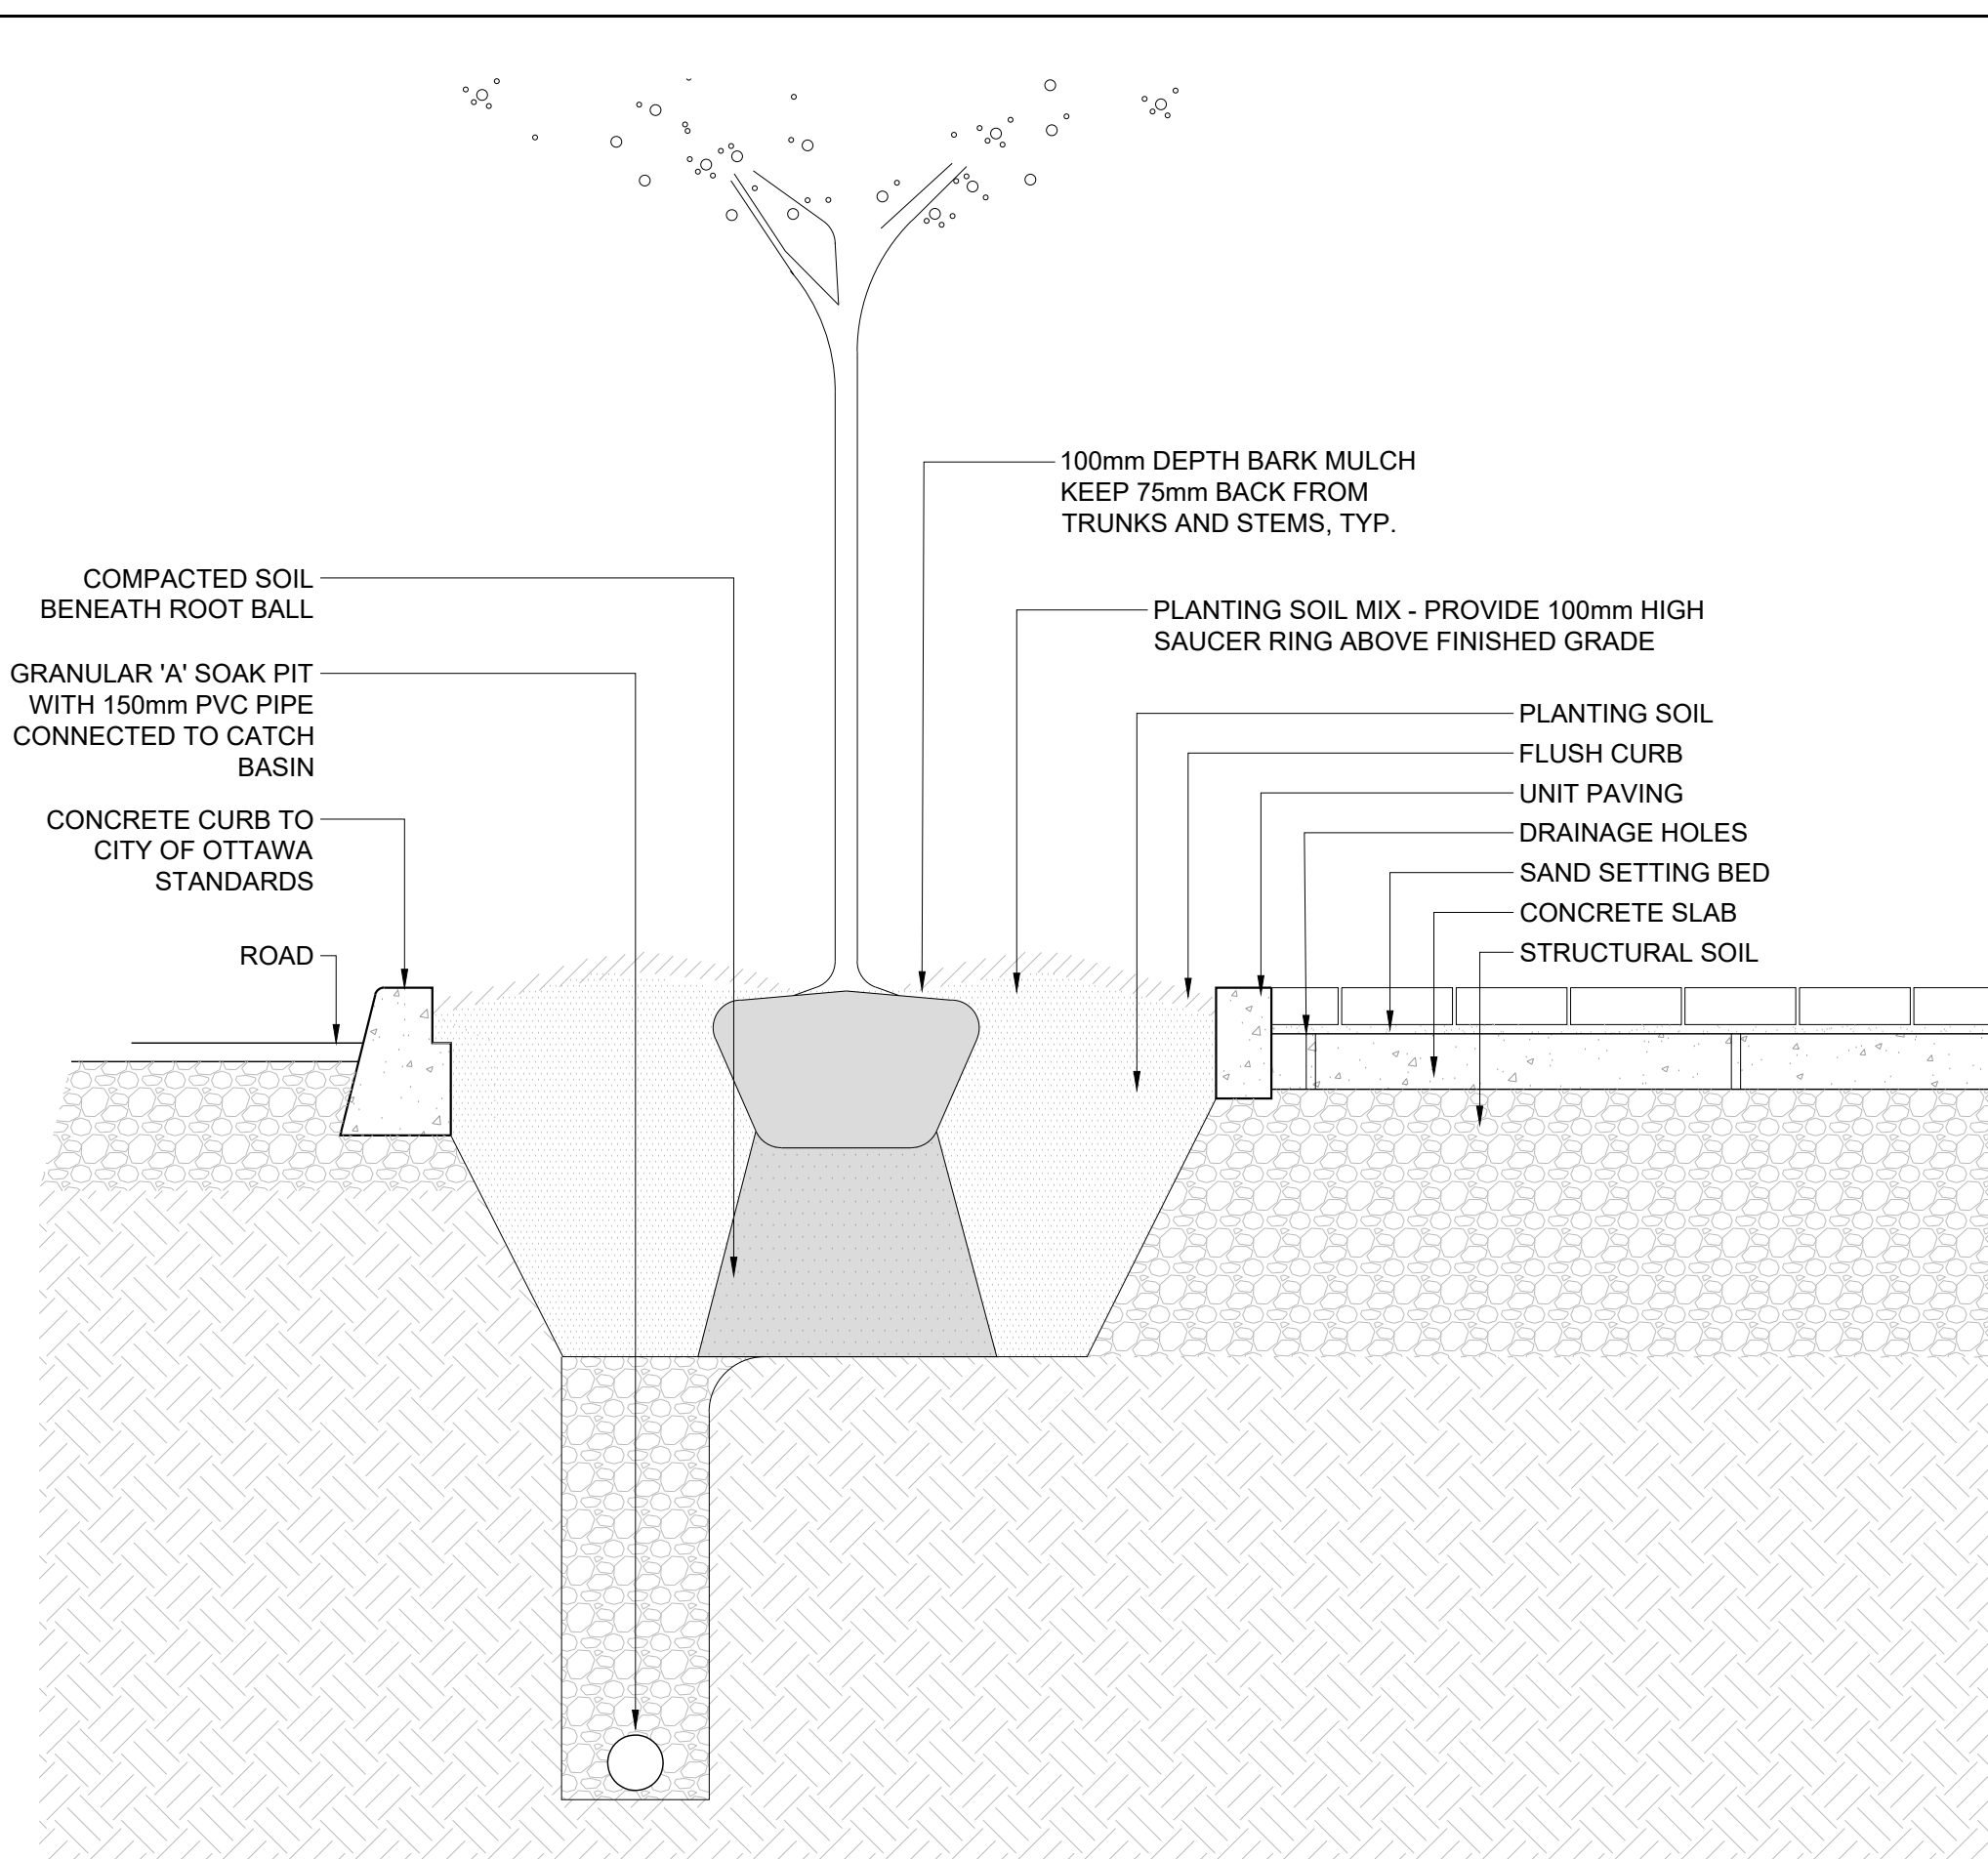 100mm DEPTH BARK MULCH
KEEP 75mm BACK FROM
TRUNKS AND STEMS, TYP.
COMPACTED SOIL
BENEATH ROOT BALL
PLANTING SOIL MIX - PROVIDE 100mm HIGH
SAUCER RING ABOVE FINISHED GRADE
GRANULAR 'A' SOAK PIT
WITH 150mm PVC PIPE
CONNECTED TO CATCH
BASIN
PLANTING SOIL
FLUSH CURB
UNIT PAVING
DRAINAGE HOLES
SAND SETTING BED
CONCRETE SLAB
STRUCTURAL SOIL
CONCRETE CURB TO
CITY OF OTTAWA
STANDARDS
ROAD